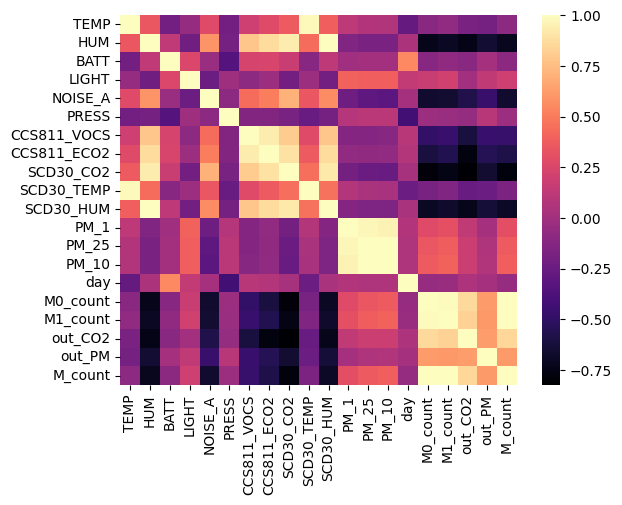 TEMP
HUM
BATT
LIGHT
NOISE_A
PRESS
CCS811_VOCS
CCS811_ECO2
SCD30_CO2
SCD30_TEMP
SCD30_HUM
PM_1
PM_25
PM_10
day
M0_count
M1_count
out_CO2
out_PM
M_count
TEMP
HUM
BATT
LIGHT
NOISE_A
PRESS
CCS811_VOCS
CCS811_ECO2
SCD30_CO2
SCD30_TEMP
SCD30_HUM
PM_1
PM_25
PM_10
day
M0_count
M1_count
out_CO2
out_PM
M_count
1.00
0.75
0.50
0.25
0.00
−0.25
−0.50
−0.75